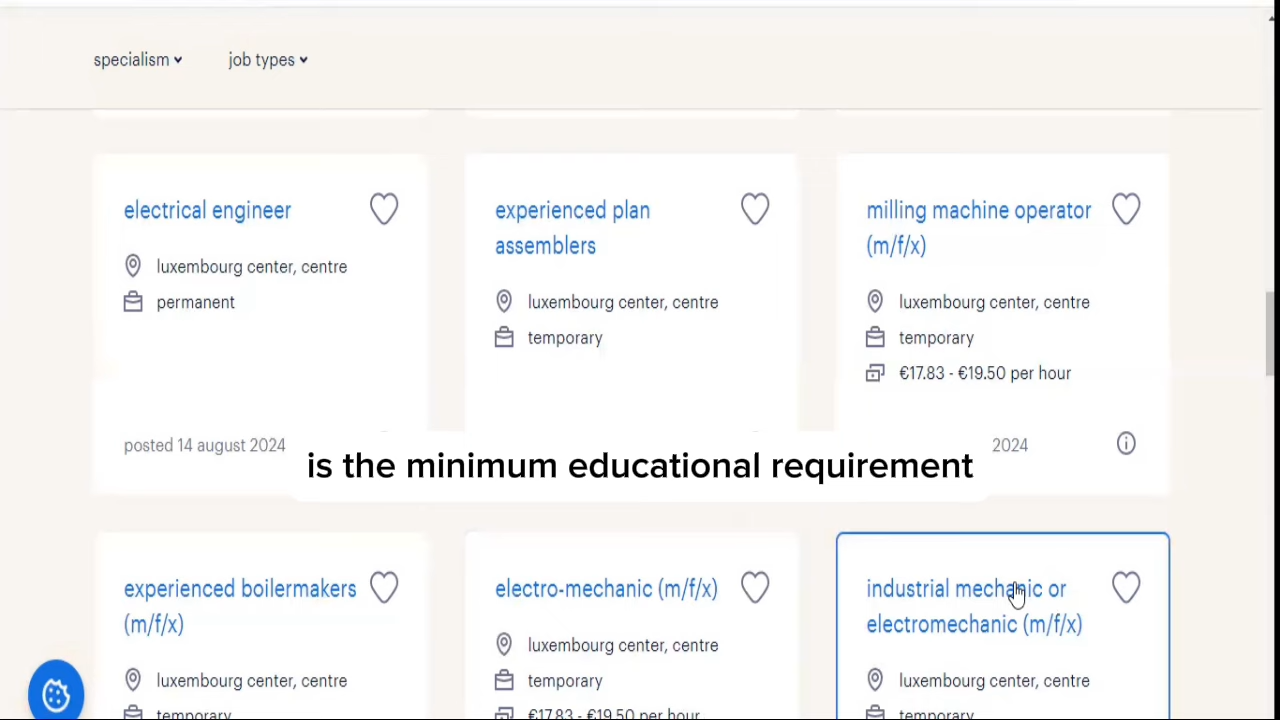 specialism
job types
electrical engineer
luxembourg center, centre
permanent
posted 14 august 2024
experienced plan
assemblers
luxembourg center, centre
temporary
milling machine operator
(m/f/x)
luxembourg center, centre
temporary
€17.83 - €19.50 per hour
2024
is the minimum educational requirement
experienced boilermakers
(m/f/x)
luxembourg center, centre
temporary
electro-mechanic (m/f/x)
luxembourg center, centre
temporary
€17.83 - €19.50 per hour
industrial mechanic or
electromechanic (m/f/x)
luxembourg center, centre
temporary